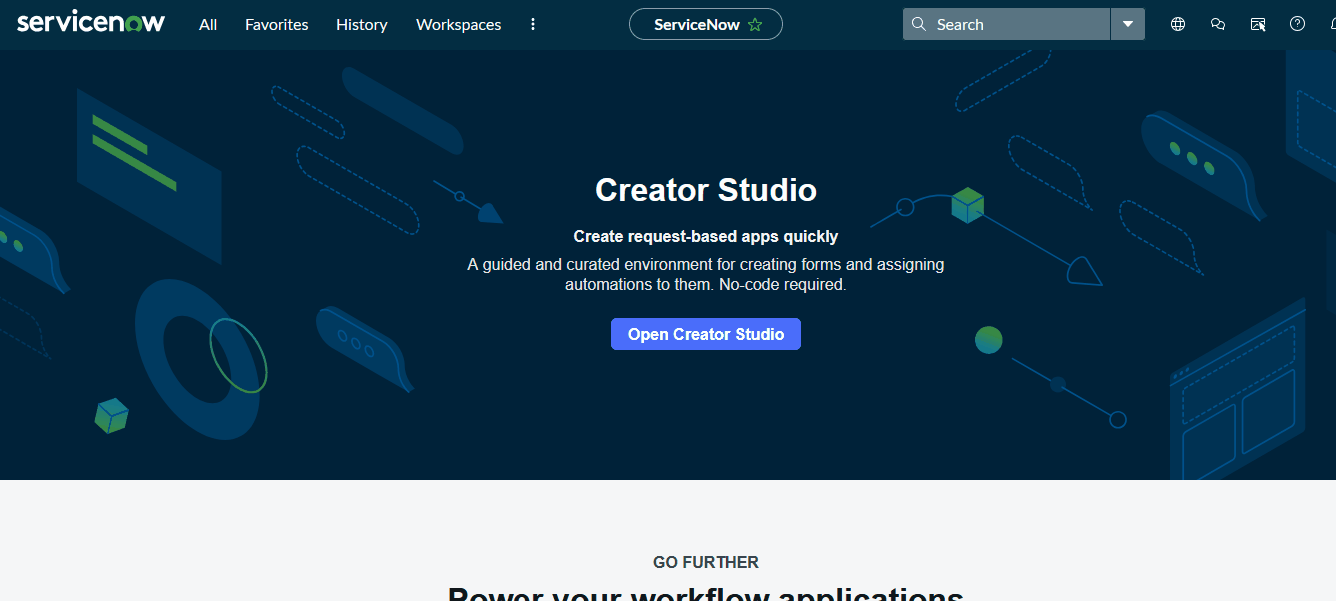 servicenow All Favorites History Workspaces ServiceNow Search
Creator Studio
Create request-based apps quickly
A guided and curated environment for creating forms and assigning
automations to them. No-code required.
Open Creator Studio
GO FURTHER
Power your workflow applications